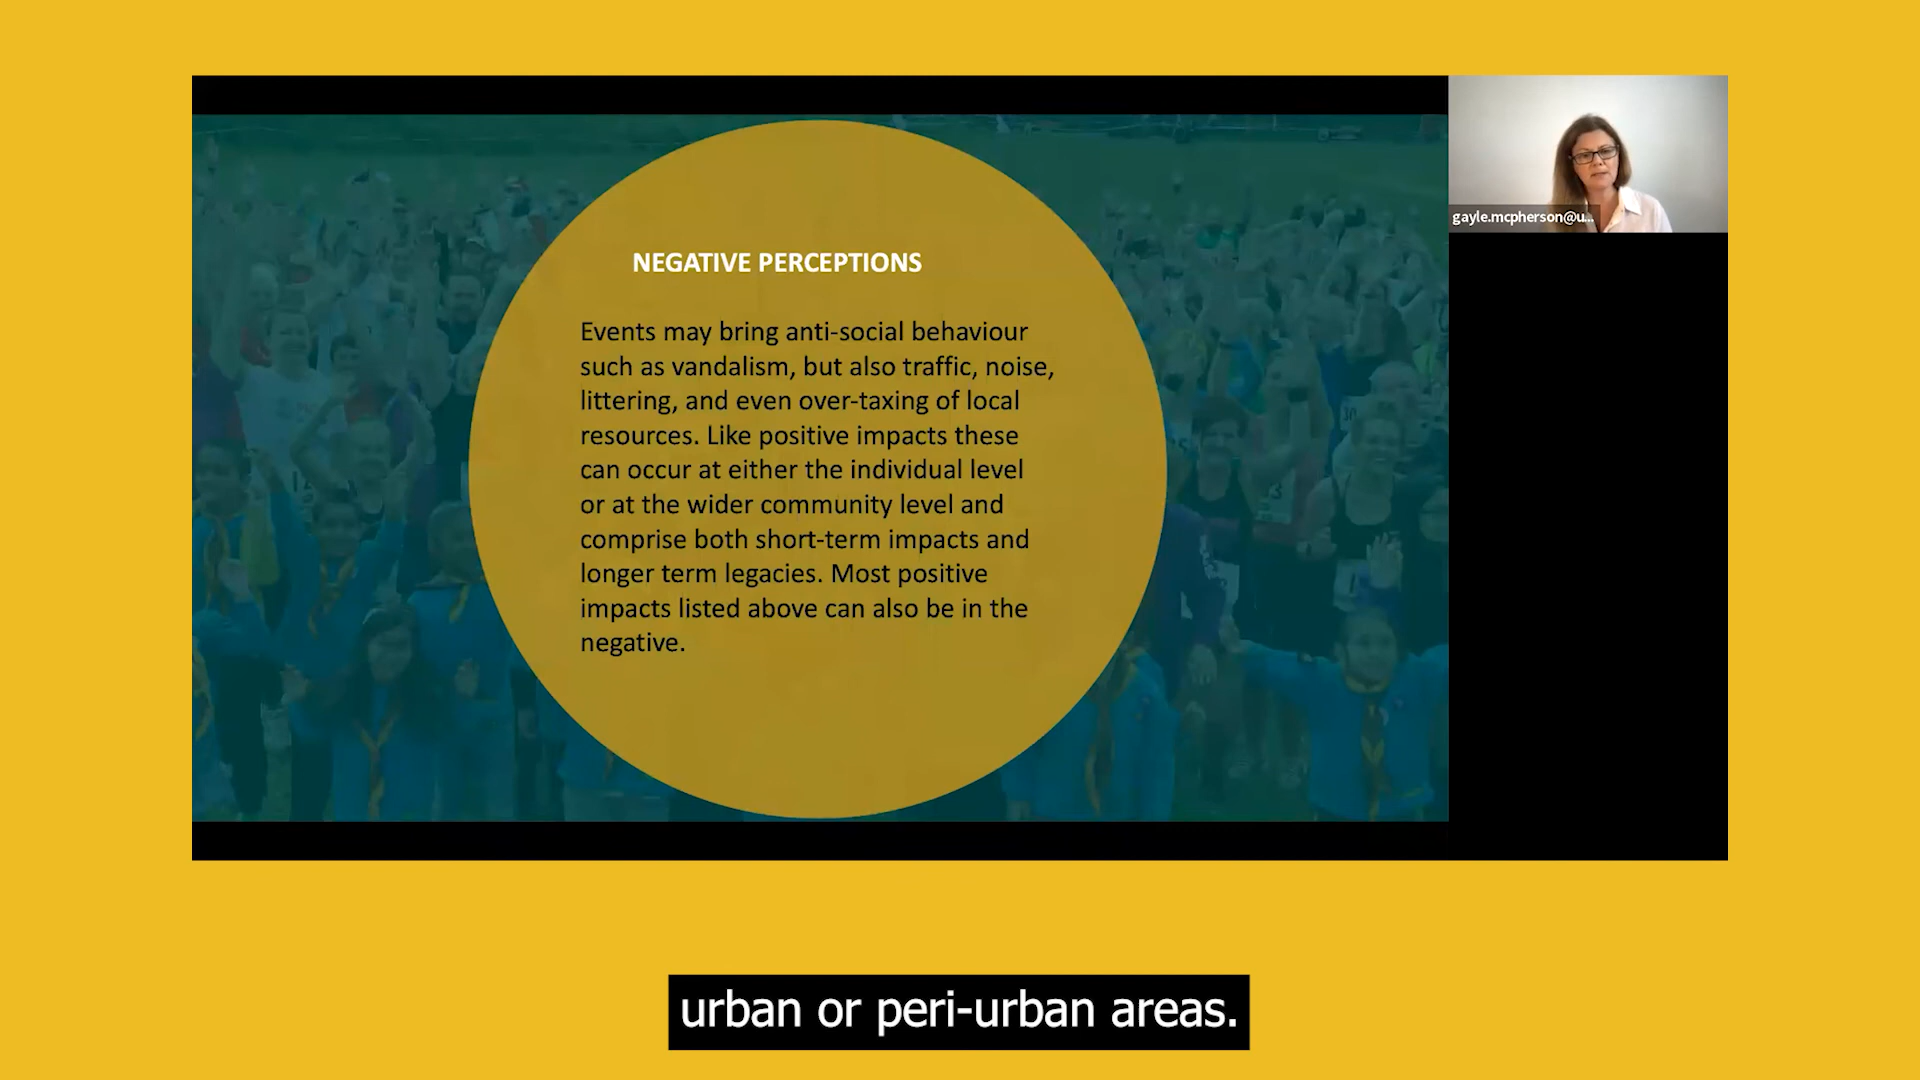 gayle.mcpherson@u...
NEGATIVE PERCEPTIONS
Events may bring anti-social behaviour
such as vandalism, but also traffic, noise,
littering, and even over-taxing of local
resources. Like positive impacts these
can occur at either the individual level
or at the wider community level and
comprise both short-term impacts and
longer term legacies. Most positive
impacts listed above can also be in the
negative.
urban or peri-urban areas.